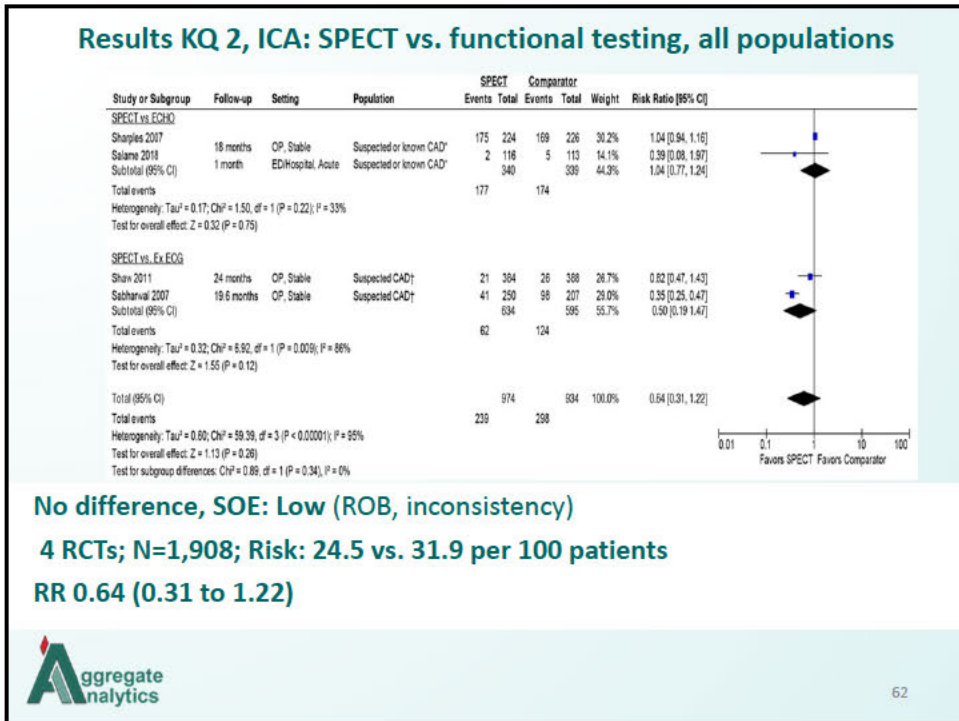 Results KQ 2, ICA: SPECT vs. functional testing, all populations
SPECT Comparator
Study or Subgroup Follow-up Setting Population Events Total Events Total Weight Risk Ratio [95% CI]
SPECT vs ECHO
Sharples 2007 18 months OP, Stable Suspected or known CAD* 175 224 169 226 30.2% 1.04 [0.94, 1.16]
Salame 2018 1 month ED/Hospital, Acute Suspected or known CAD* 2 116 5 113 14.1% 0.39 [0.08, 1.97]
Subtotal (95% CI) 340 339 44.3% 1.04 [0.77, 1.24]
Total events 177 174
Heterogeneity: Tau² = 0.17; Chi² = 1.50, df = 1 (P = 0.22); I² = 33%
Test for overall effect: Z = 0.32 (P = 0.75)
SPECT vs. Ex ECG
Shaw 2011 24 months OP, Stable Suspected CAD† 21 384 26 388 26.7% 0.82 [0.47, 1.43]
Sabharwal 2007 19.6 months OP, Stable Suspected CAD† 41 250 98 207 29.0% 0.35 [0.25, 0.47]
Subtotal (95% CI) 634 595 55.7% 0.50 [0.19 1.47]
Total events 62 124
Heterogeneity: Tau² = 0.32; Chi² = 6.92, df = 1 (P = 0.009); I² = 86%
Test for overall effect: Z = 1.55 (P = 0.12)
Total (95% CI) 974 934 100.0% 0.64 [0.31, 1.22]
Total events 239 298
Heterogeneity: Tau² = 0.60; Chi² = 59.39, df = 3 (P < 0.00001); I² = 95%
Test for overall effect: Z = 1.13 (P = 0.26)
Test for subgroup differences: Chi² = 0.89, df = 1 (P = 0.34), I² = 0%
0.01 0.1 1 10 100
Favors SPECT Favors Comparator
No difference, SOE: Low (ROB, inconsistency)
4 RCTs; N=1,908; Risk: 24.5 vs. 31.9 per 100 patients
RR 0.64 (0.31 to 1.22)
Aggregate
Analytics
62